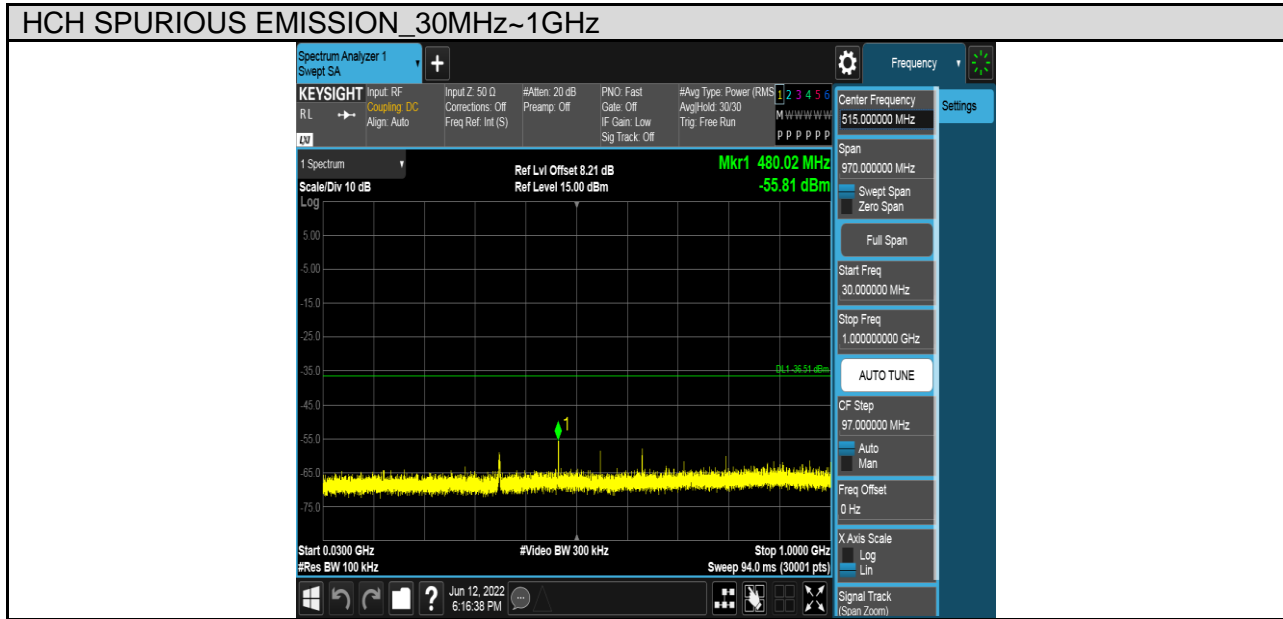 HCH SPURIOUS EMISSION_30MHz~1GHz
Spectrum Analyzer 1
Swept SA
+
Frequency
KEYSIGHT
RL
LXI
Input: RF
Coupling: DC
Align: Auto
Input Z: 50 Ω
Corrections: Off
Freq Ref: Int (S)
#Atten: 20 dB
Preamp: Off
PNO: Fast
Gate: Off
IF Gain: Low
Sig Track: Off
#Avg Type: Power (RMS
Avg|Hold: 30/30
Trig: Free Run
1 2 3 4 5 6
M W W W W W
P P P P P P
1 Spectrum
Scale/Div 10 dB
Ref Lvl Offset 8.21 dB
Ref Level 15.00 dBm
Mkr1 480.02 MHz
-55.81 dBm
Log
5.00
-5.00
-15.0
-25.0
-35.0
-45.0
-55.0
-65.0
-75.0
DL1 -36.51 dBm
1
Start 0.0300 GHz
#Res BW 100 kHz
#Video BW 300 kHz
Stop 1.0000 GHz
Sweep 94.0 ms (30001 pts)
?
Jun 12, 2022
6:16:38 PM
Center Frequency
515.000000 MHz
Settings
Span
970.000000 MHz
Swept Span
Zero Span
Full Span
Start Freq
30.000000 MHz
Stop Freq
1.000000000 GHz
AUTO TUNE
CF Step
97.000000 MHz
Auto
Man
Freq Offset
0 Hz
X Axis Scale
Log
Lin
Signal Track
(Span Zoom)